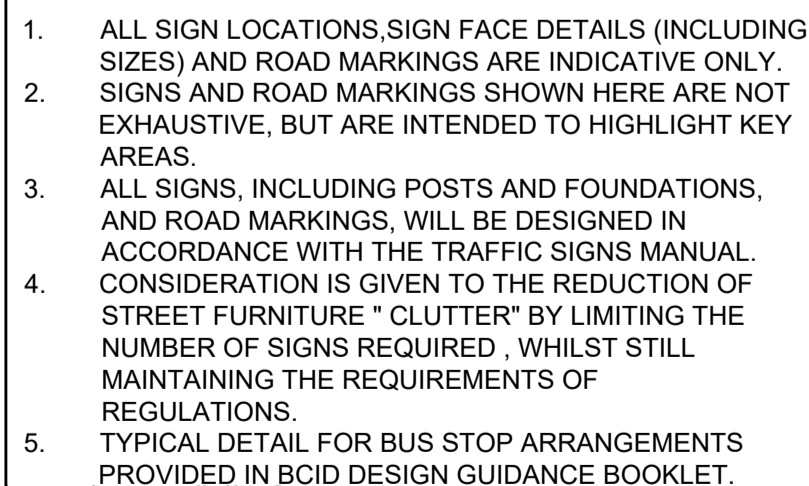 1. ALL SIGN LOCATIONS,SIGN FACE DETAILS (INCLUDING
SIZES) AND ROAD MARKINGS ARE INDICATIVE ONLY.
2. SIGNS AND ROAD MARKINGS SHOWN HERE ARE NOT
EXHAUSTIVE, BUT ARE INTENDED TO HIGHLIGHT KEY
AREAS.
3. ALL SIGNS, INCLUDING POSTS AND FOUNDATIONS,
AND ROAD MARKINGS, WILL BE DESIGNED IN
ACCORDANCE WITH THE TRAFFIC SIGNS MANUAL.
4. CONSIDERATION IS GIVEN TO THE REDUCTION OF
STREET FURNITURE " CLUTTER" BY LIMITING THE
NUMBER OF SIGNS REQUIRED , WHILST STILL
MAINTAINING THE REQUIREMENTS OF
REGULATIONS.
5. TYPICAL DETAIL FOR BUS STOP ARRANGEMENTS
PROVIDED IN BCID DESIGN GUIDANCE BOOKLET.